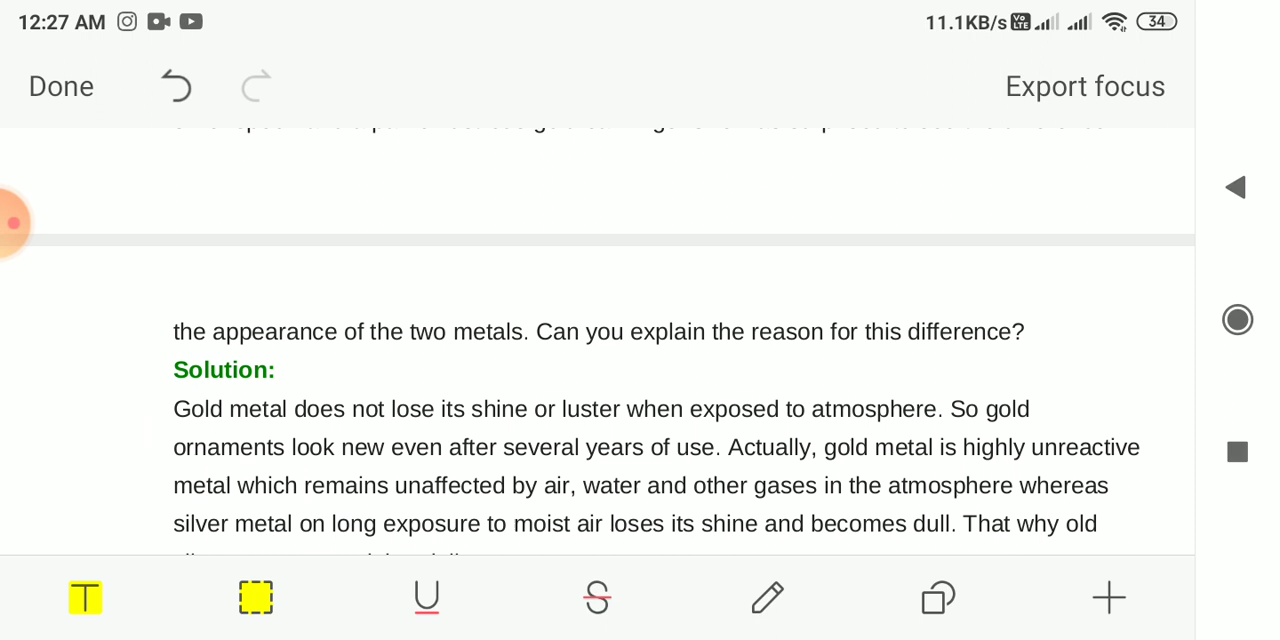 12:27 AM 11.1KB/s Vo LTE 34
Done Export focus
the appearance of the two metals. Can you explain the reason for this difference?
Solution:
Gold metal does not lose its shine or luster when exposed to atmosphere. So gold
ornaments look new even after several years of use. Actually, gold metal is highly unreactive
metal which remains unaffected by air, water and other gases in the atmosphere whereas
silver metal on long exposure to moist air loses its shine and becomes dull. That why old
T U S